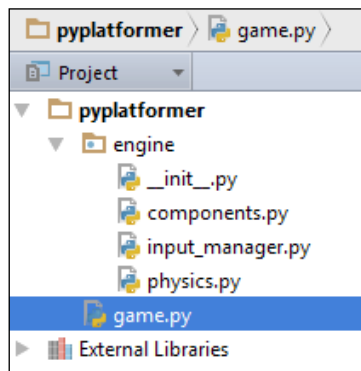 pyplatformer game.py
Project
pyplatformer
engine
__init__.py
components.py
input_manager.py
physics.py
game.py
External Libraries